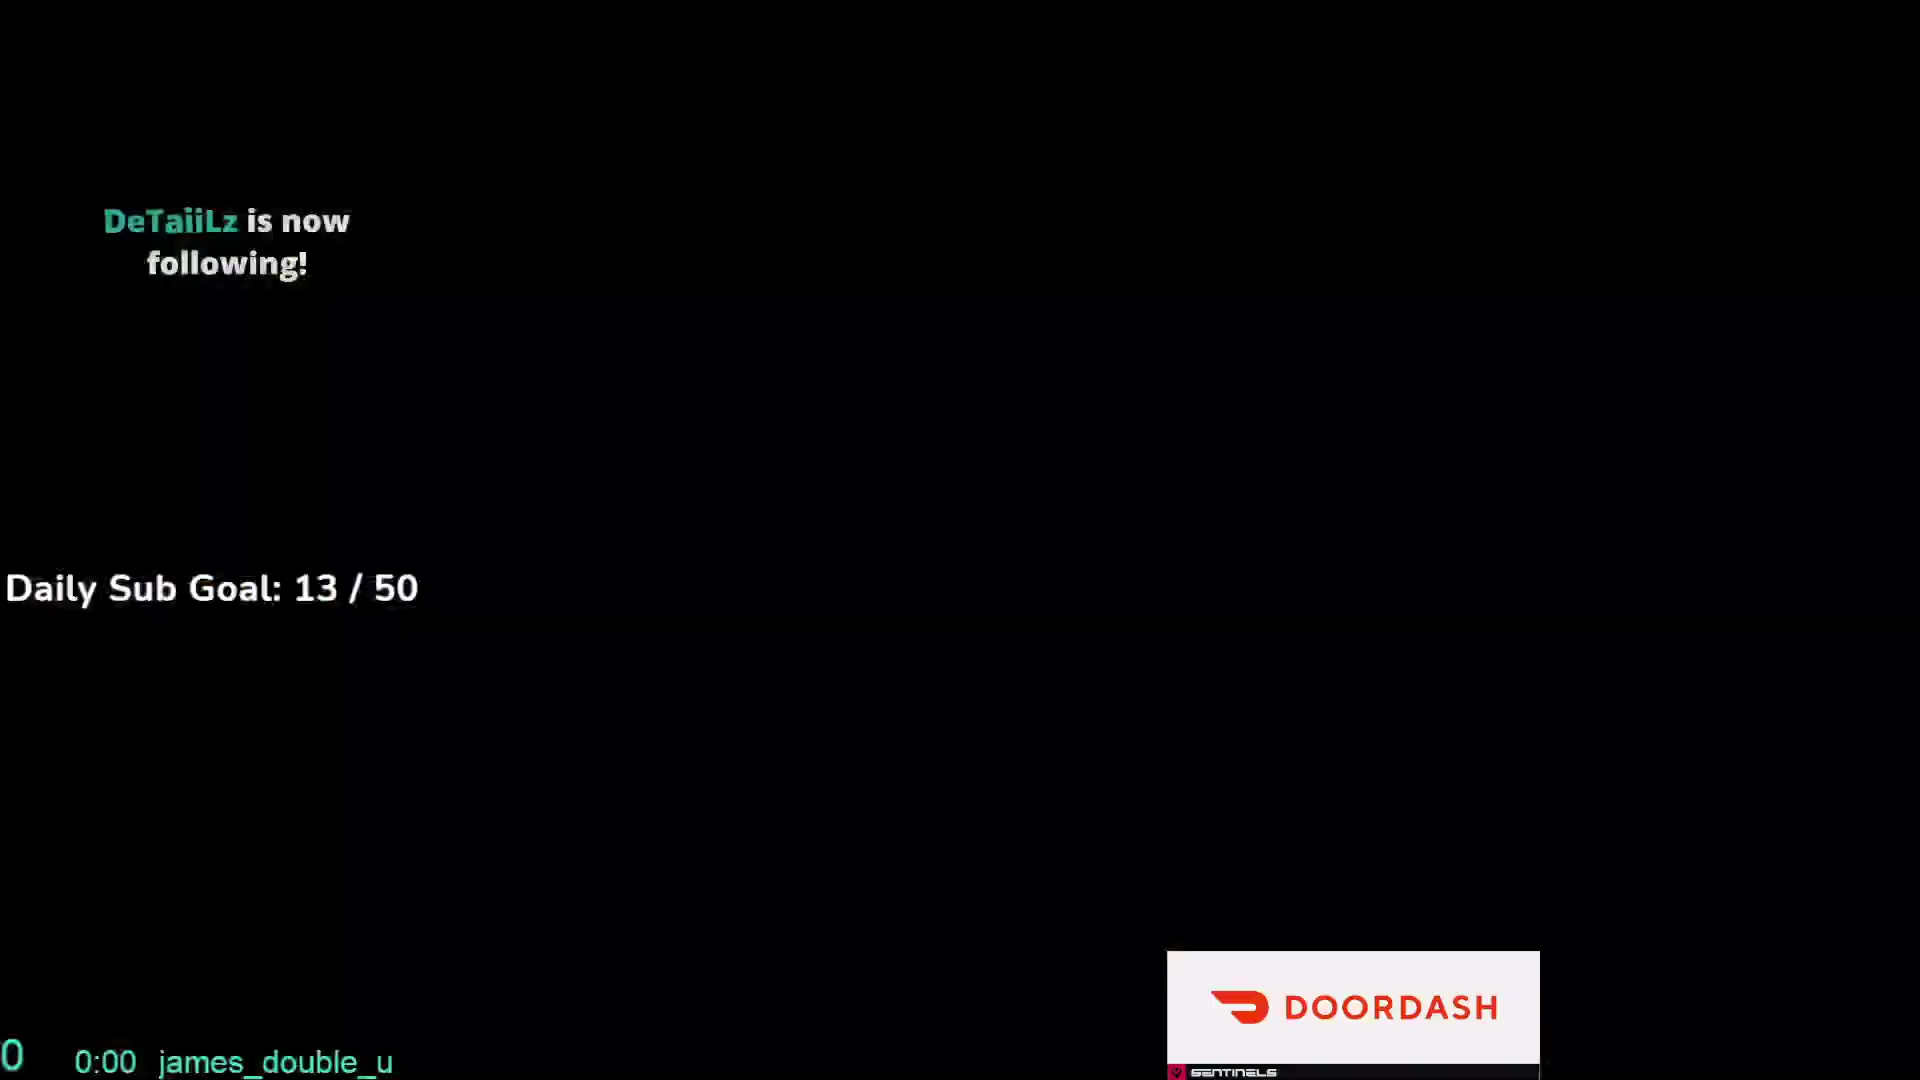 DeTaiiLz is now
following!
Daily Sub Goal: 13 / 50
DOORDASH
SENTINELS
0 0:00 james_double_u